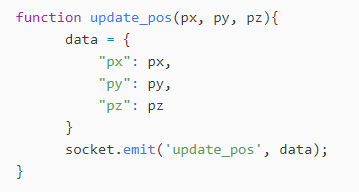 function update_pos(px, py, pz){
      data = {
          "px": px,
          "py": py,
          "pz": pz
      }
      socket.emit('update_pos', data);
}